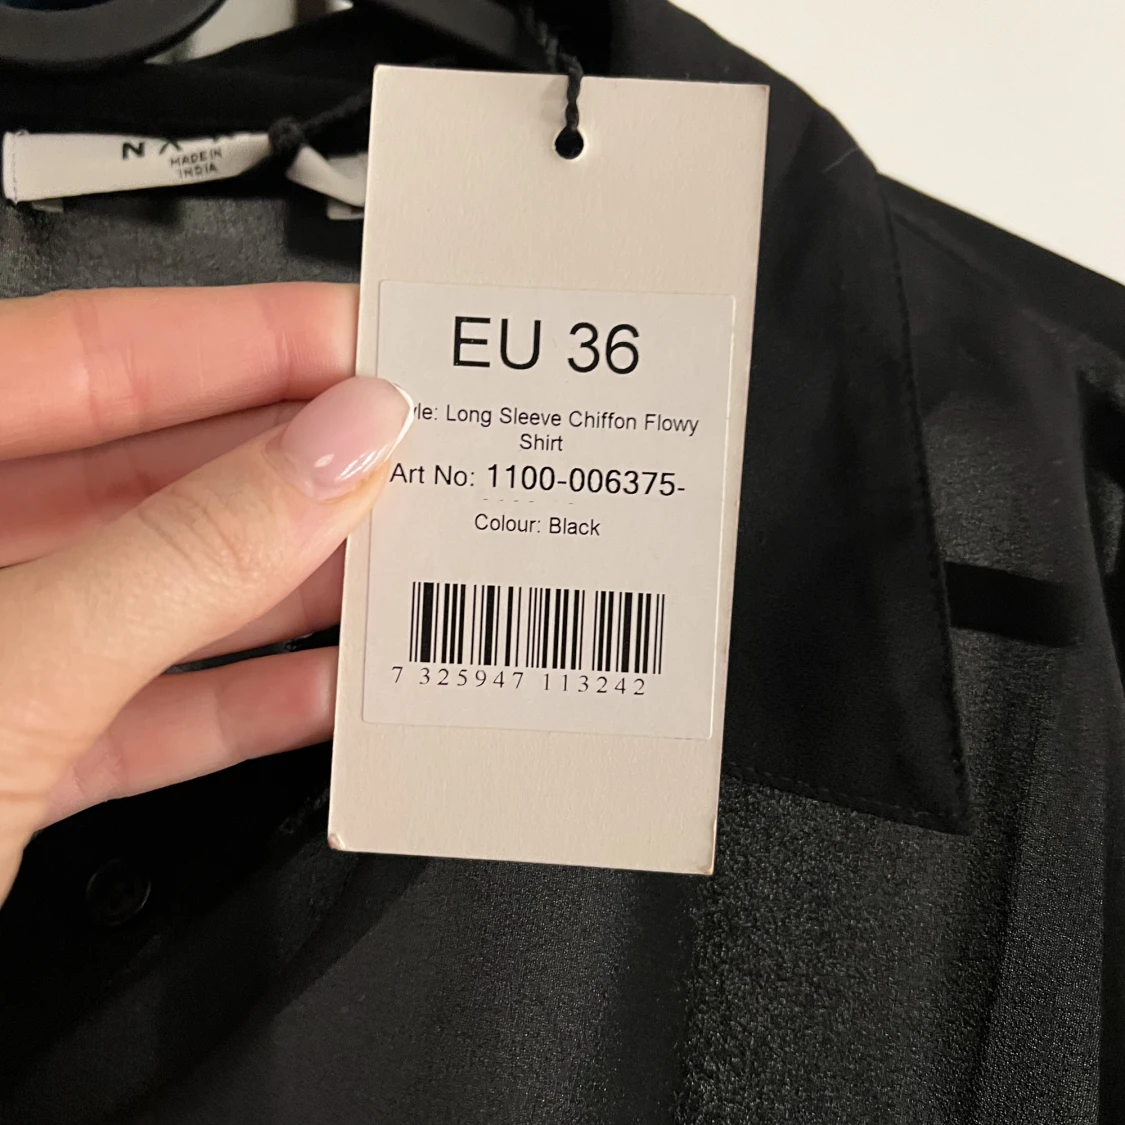 MADE IN
INDIA
EU 36
yle: Long Sleeve Chiffon Flowy
Shirt
Art No: 1100-006375-
Colour: Black
7 325947 113242